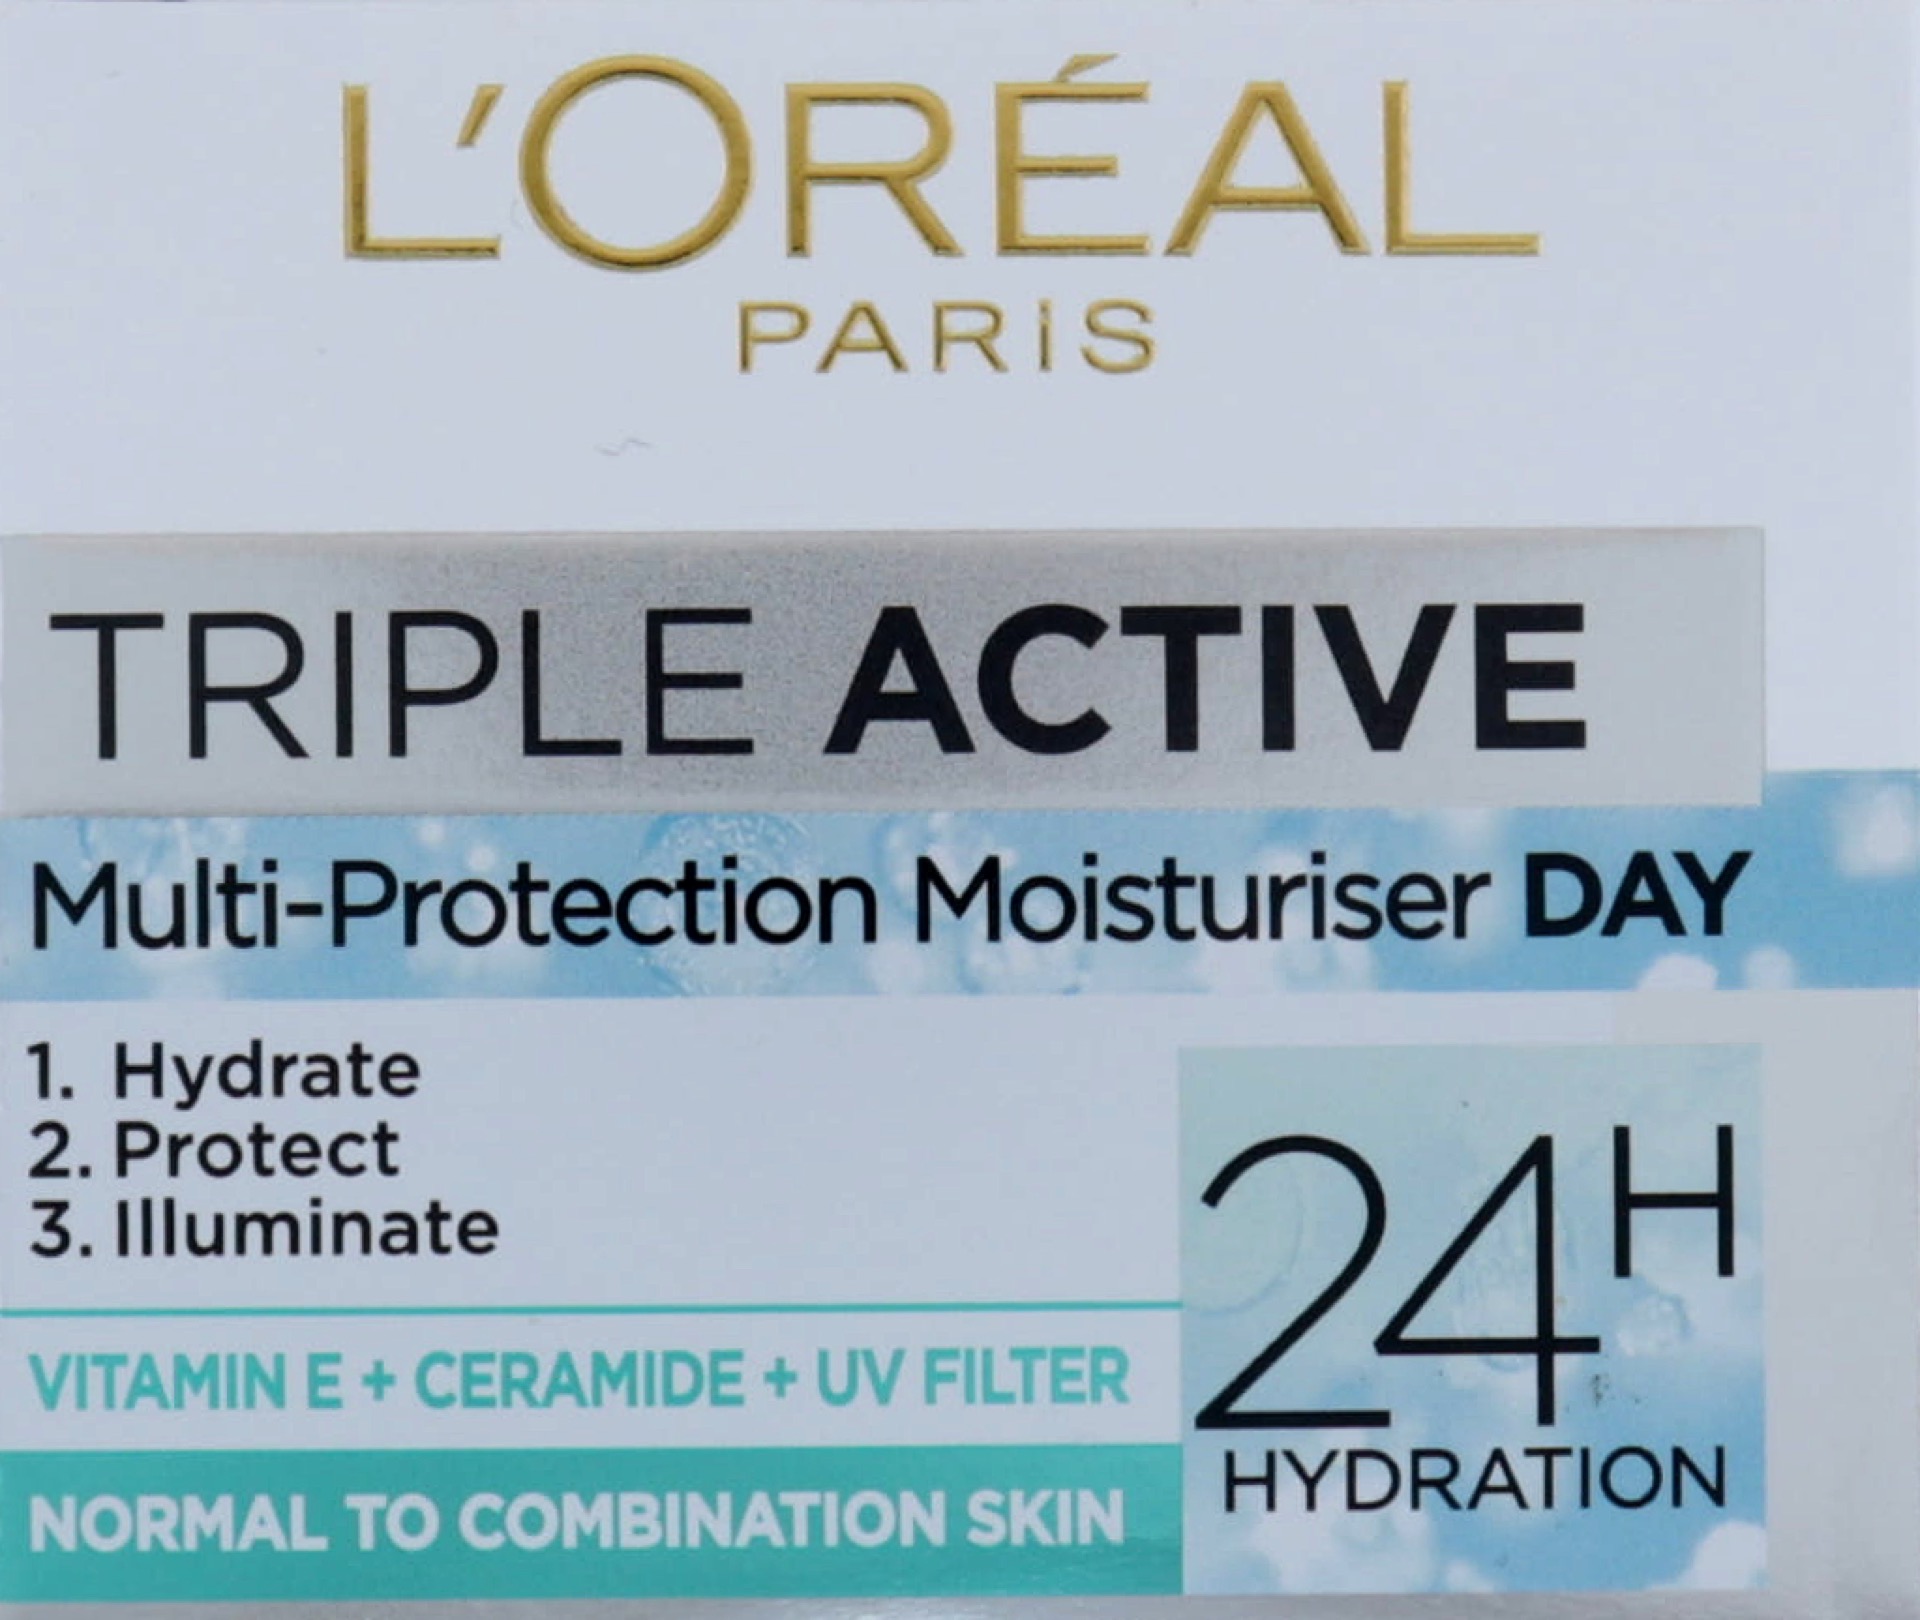 L'ORÉAL
PARIS
TRIPLE ACTIVE
Multi-Protection Moisturiser DAY
1. Hydrate
2. Protect
3. Illuminate
VITAMIN E + CERAMIDE + UV FILTER
NORMAL TO COMBINATION SKIN
24H
HYDRATION